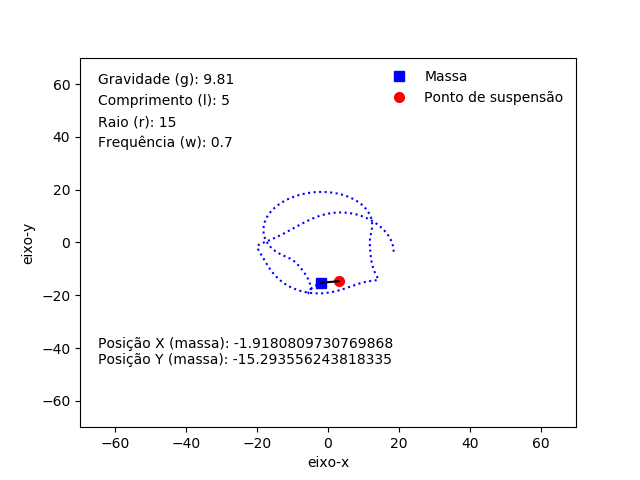 Gravidade (g): 9.81
Comprimento (l): 5
Raio (r): 15
Frequência (w): 0.7
Massa
Ponto de suspensão
60
40
20
0
−20
−40
−60
eixo-y
Posição X (massa): -1.9180809730769868
Posição Y (massa): -15.293556243818335
−60 −40 −20 0 20 40 60
eixo-x